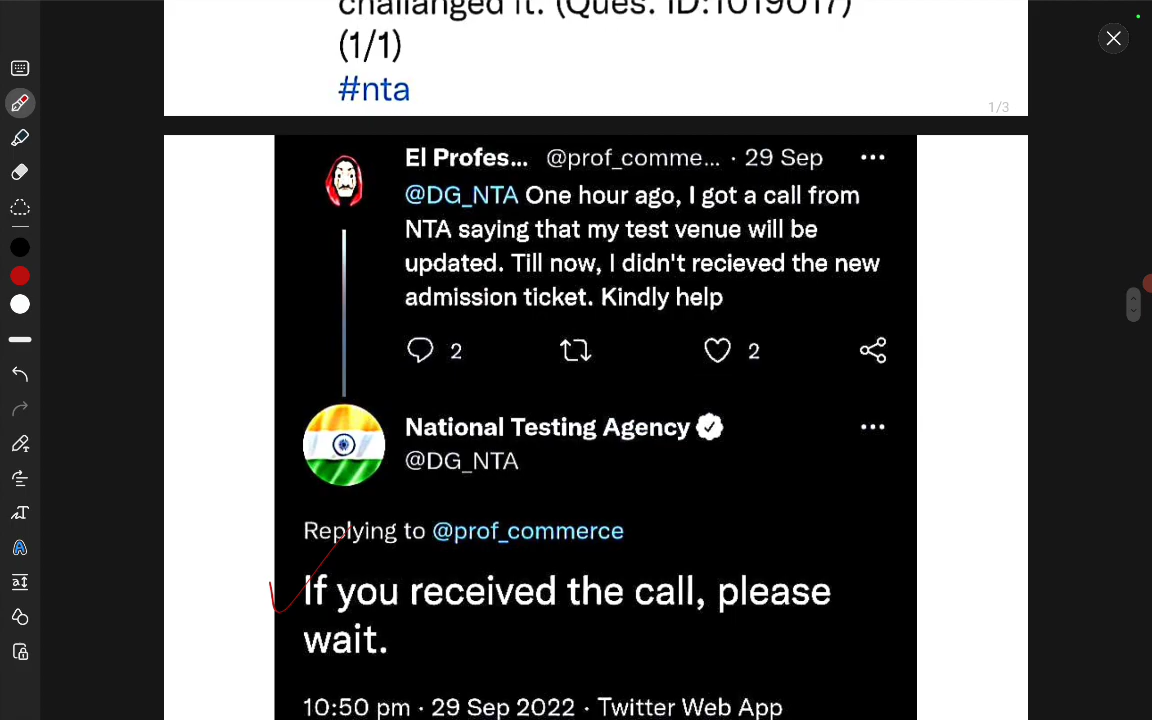 challanged it. (Ques. ID:1019017)
(1/1)
#nta
1/3
El Profes... @prof_comme... · 29 Sep
@DG_NTA One hour ago, I got a call from
NTA saying that my test venue will be
updated. Till now, I didn't recieved the new
admission ticket. Kindly help
2 2
National Testing Agency
@DG_NTA
Replying to @prof_commerce
If you received the call, please
wait.
10:50 pm · 29 Sep 2022 · Twitter Web App